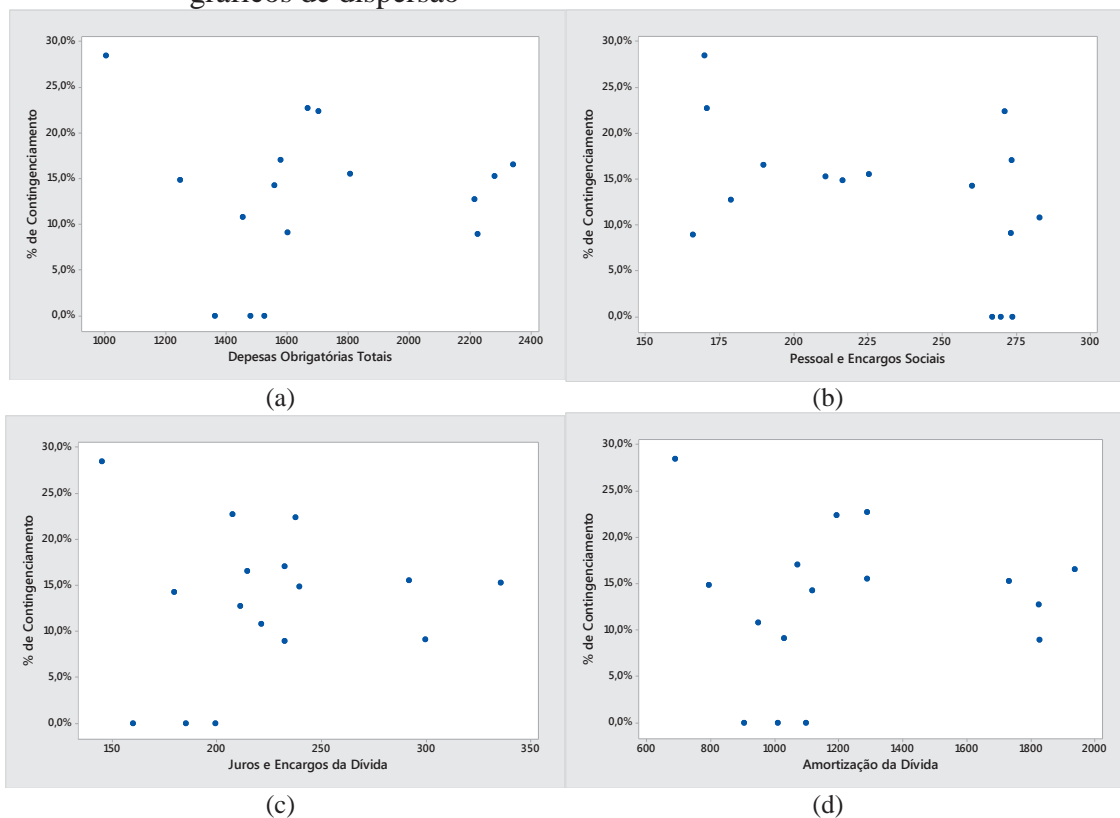 gráficos de dispersão
30,0%
25,0%
20,0%
15,0%
10,0%
5,0%
0,0%
% de Contingenciamento
1000 1200 1400 1600 1800 2000 2200 2400
Depesas Obrigatórias Totais
(a)
30,0%
25,0%
20,0%
15,0%
10,0%
5,0%
0,0%
% de Contingenciamento
150 175 200 225 250 275 300
Pessoal e Encargos Sociais
(b)
30,0%
25,0%
20,0%
15,0%
10,0%
5,0%
0,0%
% de Contingenciamento
150 200 250 300 350
Juros e Encargos da Dívida
(c)
30,0%
25,0%
20,0%
15,0%
10,0%
5,0%
0,0%
% de Contingenciamento
600 800 1000 1200 1400 1600 1800 2000
Amortização da Dívida
(d)